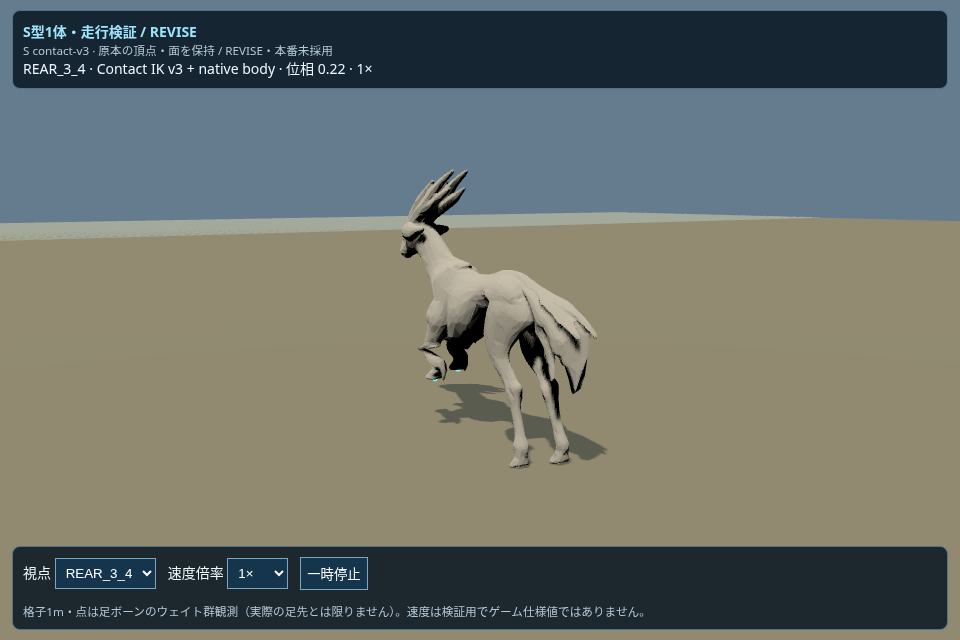 S型1体・走行検証 / REVISE
S contact-v3 · 原本の頂点・面を保持 / REVISE・本番未採用
REAR_3_4 · Contact IK v3 + native body · 位相 0.22 · 1×
視点 REAR_3_4 速度倍率 1× 一時停止
格子1m・点は足ボーンのウェイト群観測（実際の足先とは限りません）。速度は検証用でゲーム仕様値ではありません。